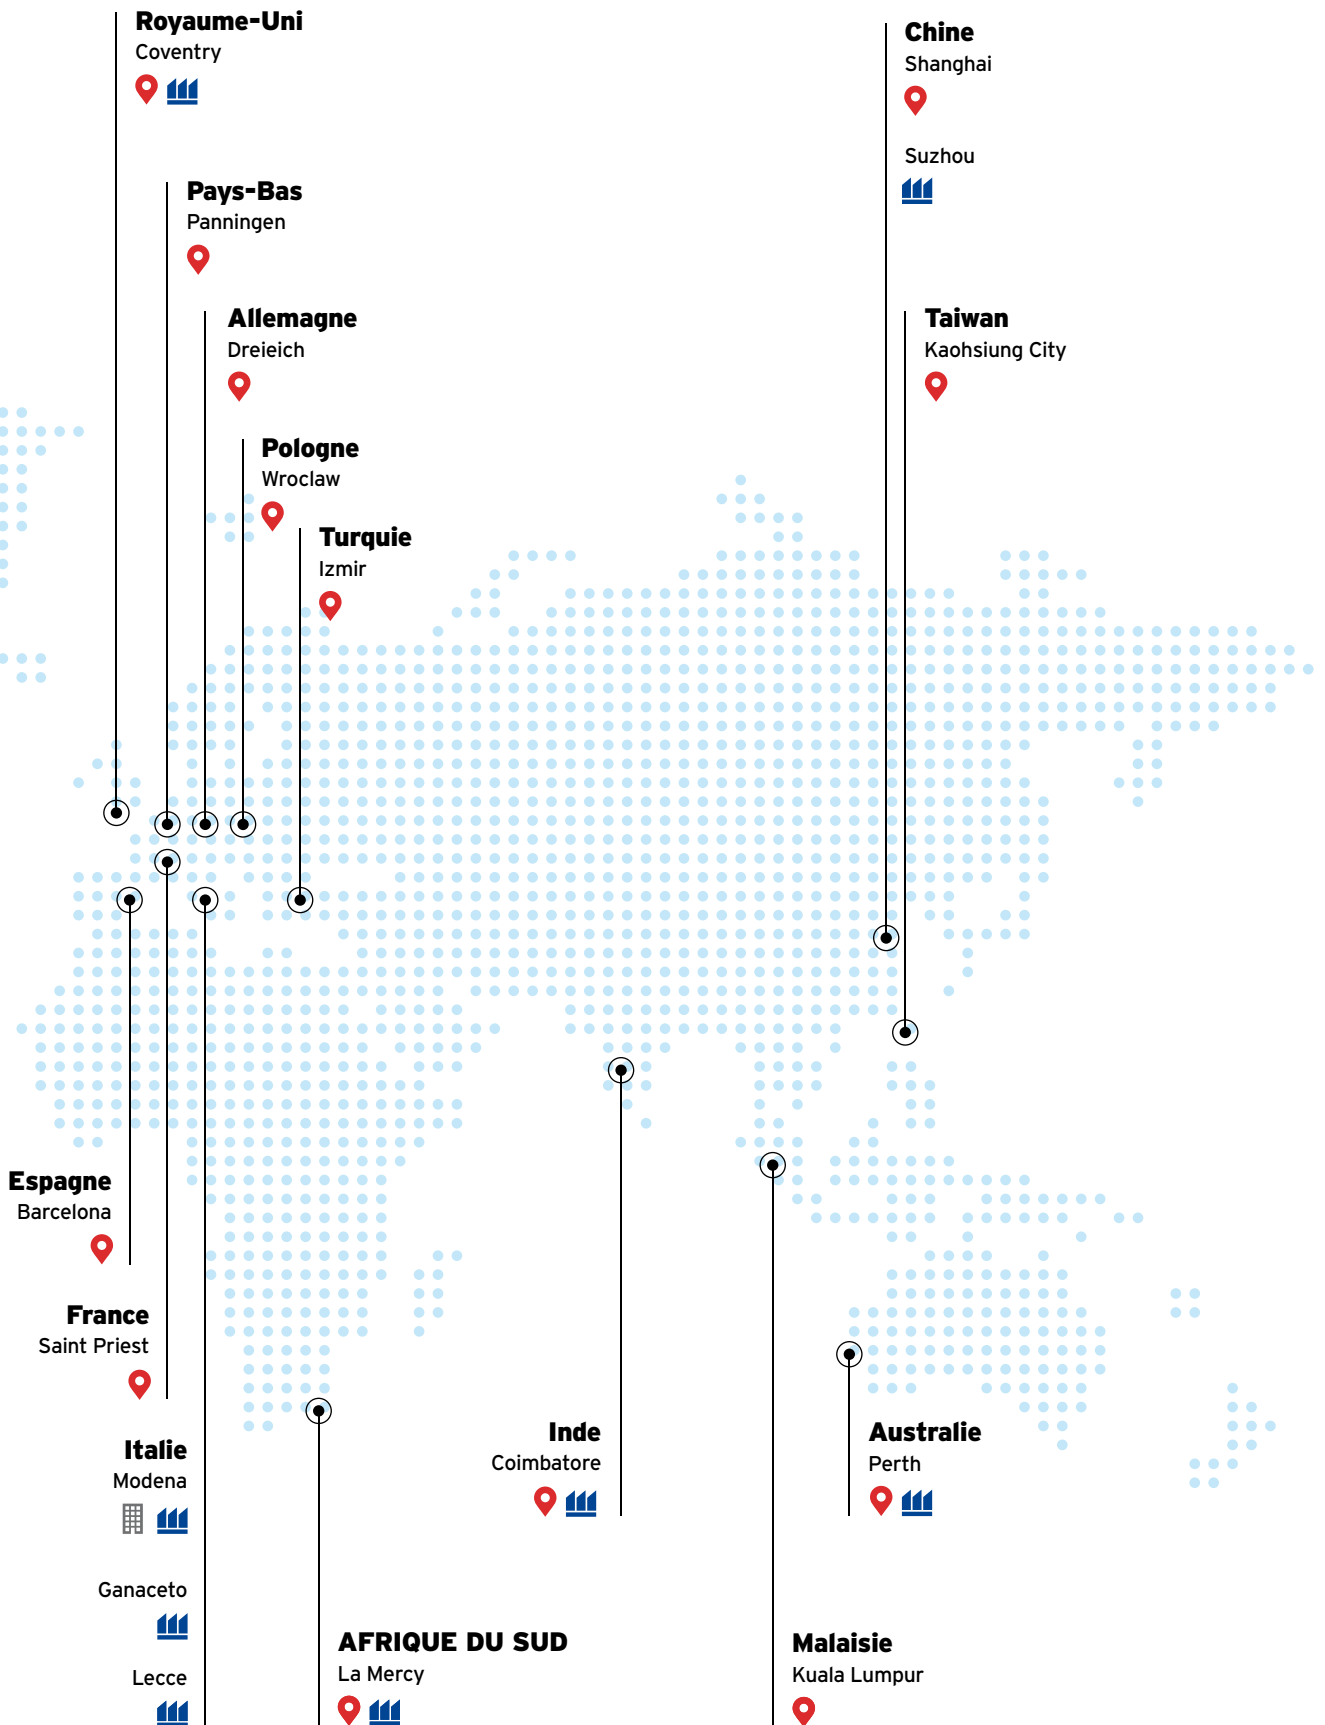 Royaume-Uni
Coventry
Chine
Shanghai
Suzhou
Pays-Bas
Panningen
Allemagne
Dreieich
Taiwan
Kaohsiung City
Pologne
Wroclaw
Turquie
Izmir
Espagne
Barcelona
France
Saint Priest
Italie
Modena
Ganaceto
Lecce
Inde
Coimbatore
Australie
Perth
AFRIQUE DU SUD
La Mercy
Malaisie
Kuala Lumpur